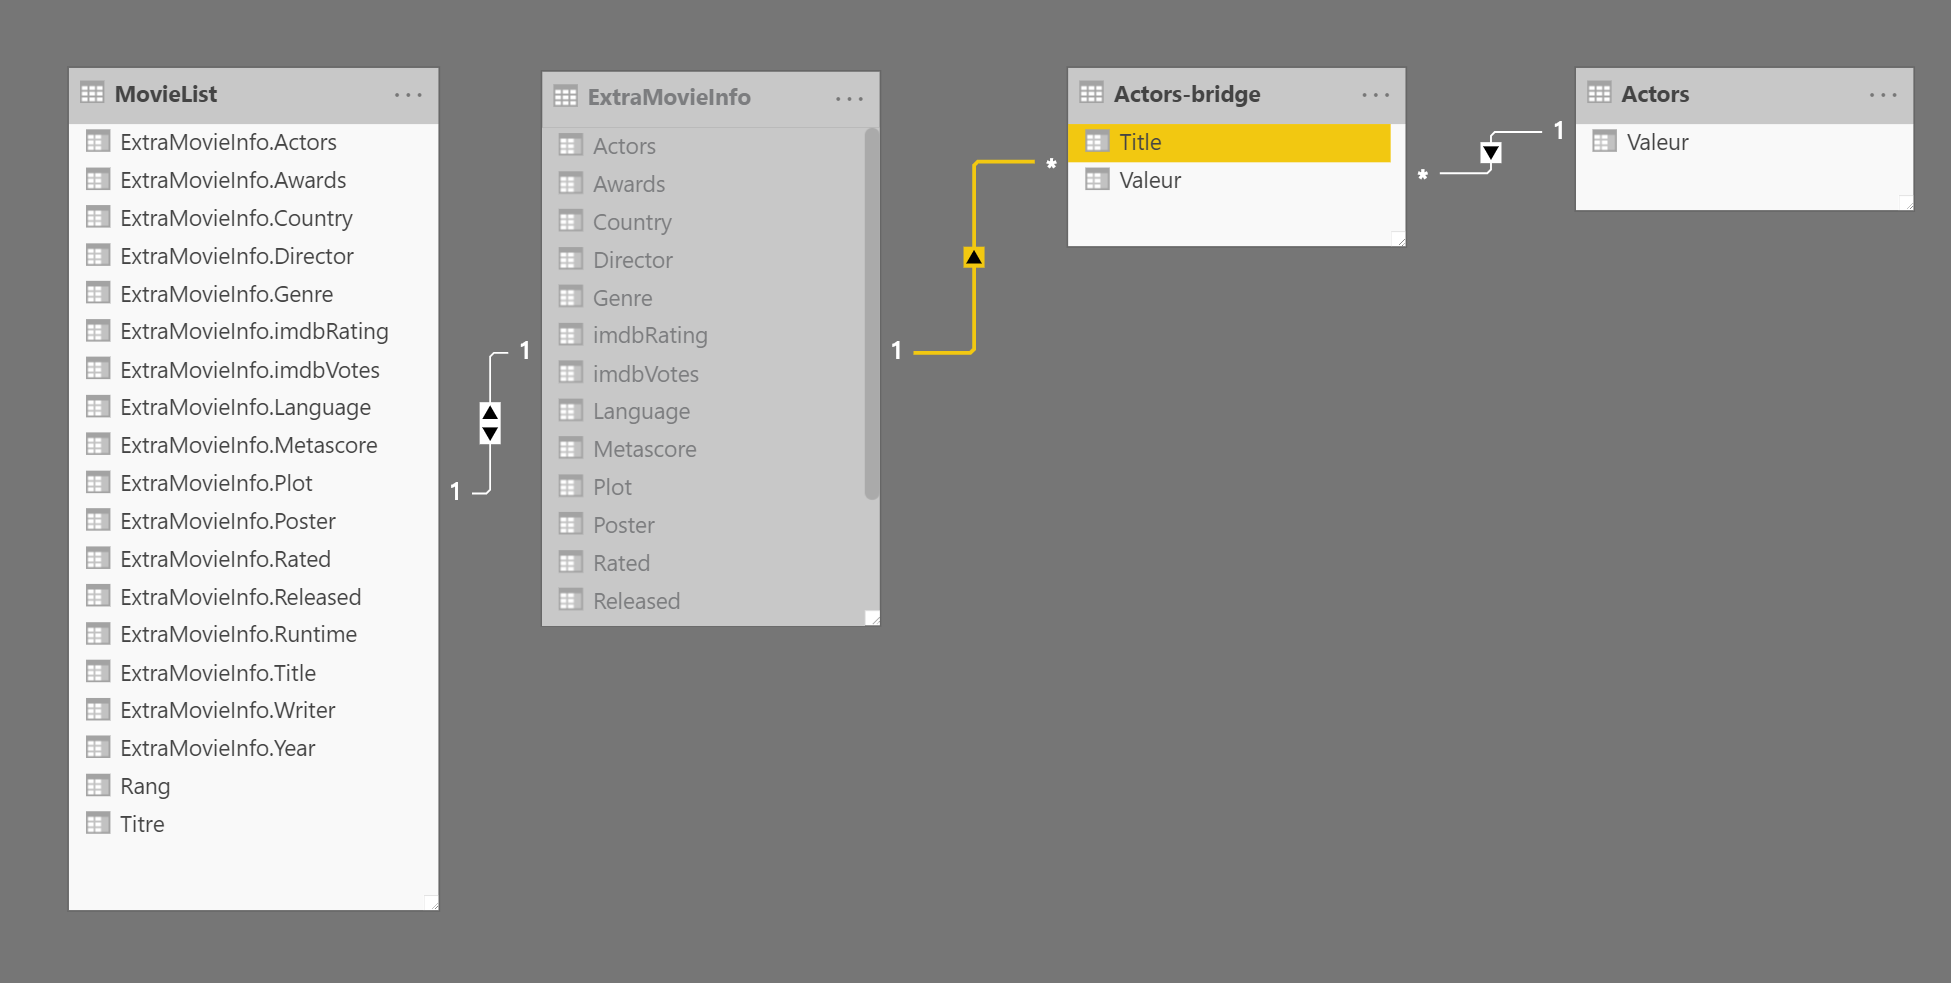 MovieList
ExtraMovieInfo.Actors
ExtraMovieInfo.Awards
ExtraMovieInfo.Country
ExtraMovieInfo.Director
ExtraMovieInfo.Genre
ExtraMovieInfo.imdbRating
ExtraMovieInfo.imdbVotes
ExtraMovieInfo.Language
ExtraMovieInfo.Metascore
ExtraMovieInfo.Plot
ExtraMovieInfo.Poster
ExtraMovieInfo.Rated
ExtraMovieInfo.Released
ExtraMovieInfo.Runtime
ExtraMovieInfo.Title
ExtraMovieInfo.Writer
ExtraMovieInfo.Year
Rang
Titre
1
1
ExtraMovieInfo
Actors
Awards
Country
Director
Genre
imdbRating
imdbVotes
Language
Metascore
Plot
Poster
Rated
Released
1
*
Actors-bridge
Title
Valeur
*
1
Actors
Valeur